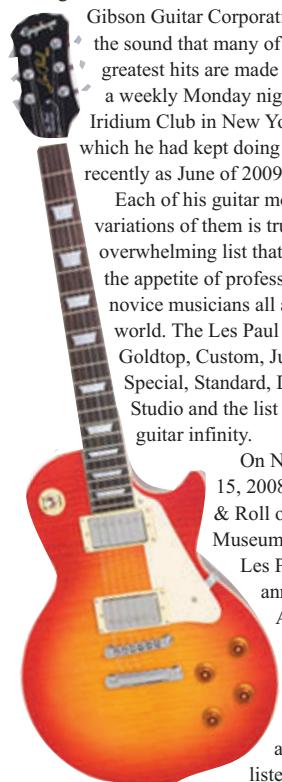 Gibson Guitar Corporati
the sound that many of
greatest hits are made
a weekly Monday nig
Iridium Club in New Yo
which he had kept doing
recently as June of 2009
Each of his guitar mo
variations of them is tru
overwhelming list that
the appetite of profess
novice musicians all a
world. The Les Paul
Goldtop, Custom, Ju
Special, Standard, D
Studio and the list
guitar infinity.
On N
15, 2008
& Roll o
Museum
Les P
ann
A
a
liste
Epiphone